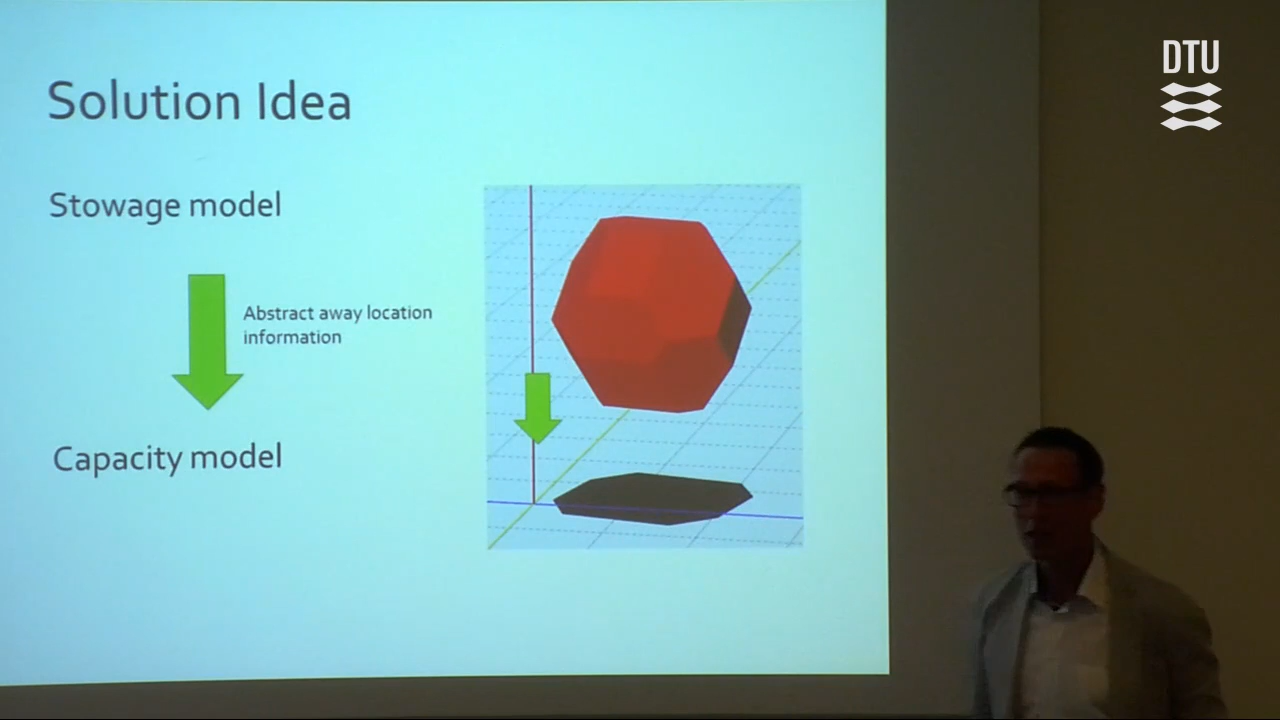 DTU
Solution Idea
Stowage model
Abstract away location
information
Capacity model